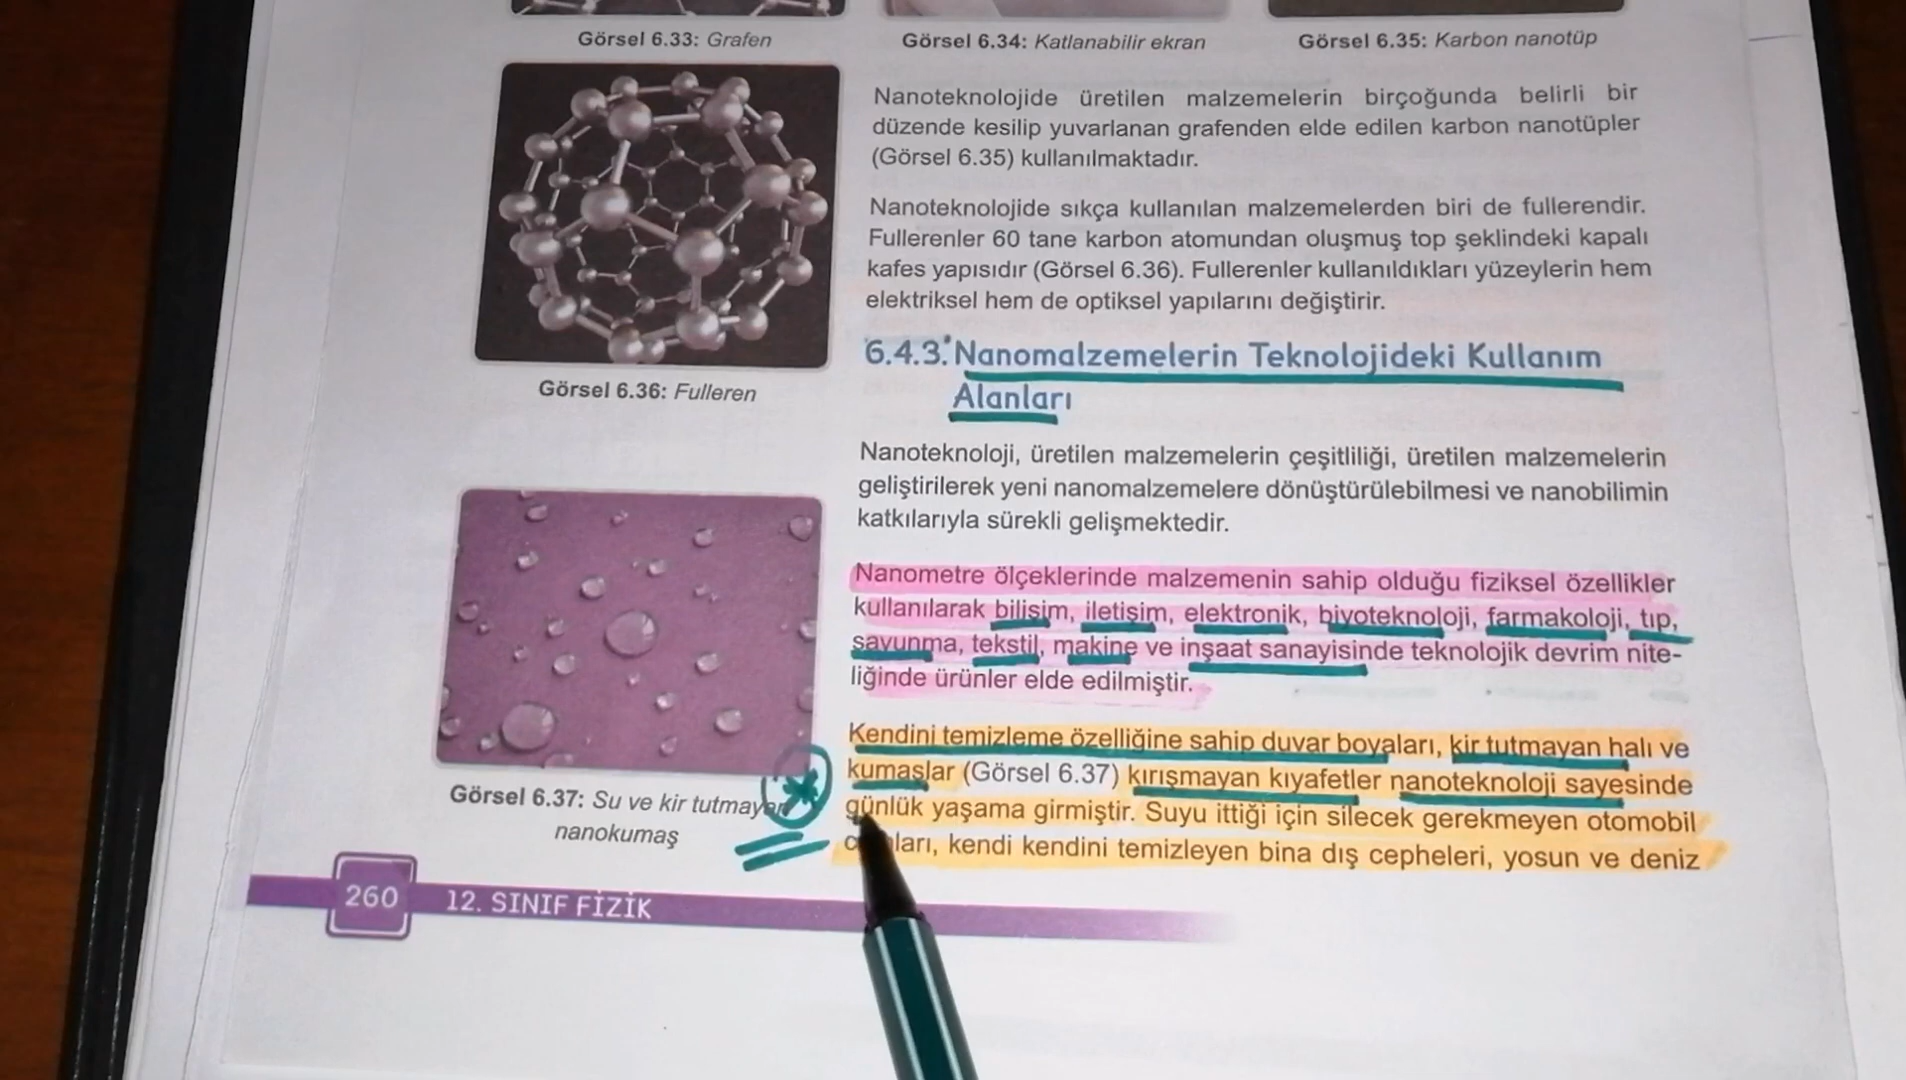 Görsel 6.33: Grafen
Görsel 6.34: Katlanabilir ekran
Görsel 6.35: Karbon nanotüp
Nanoteknolojide üretilen malzemelerin birçoğunda belirli bir
düzende kesilip yuvarlanan grafenden elde edilen karbon nanotüpler
(Görsel 6.35) kullanılmaktadır.
Nanoteknolojide sıkça kullanılan malzemelerden biri de fullerendir.
Fullerenler 60 tane karbon atomundan oluşmuş top şeklindeki kapalı
kafes yapısıdır (Görsel 6.36). Fullerenler kullanıldıkları yüzeylerin hem
elektriksel hem de optiksel yapılarını değiştirir.
Görsel 6.36: Fulleren
6.4.3. Nanomalzemelerin Teknolojideki Kullanım
Alanları
Nanoteknoloji, üretilen malzemelerin çeşitliliği, üretilen malzemelerin
geliştirilerek yeni nanomalzemelere dönüştürülebilmesi ve nanobilimin
katkılarıyla sürekli gelişmektedir.
Nanometre ölçeklerinde malzemenin sahip olduğu fiziksel özellikler
kullanılarak bilişim, iletişim, elektronik, biyoteknoloji, farmakoloji, tıp,
savunma, tekstil, makine ve inşaat sanayisinde teknolojik devrim nite-
liğinde ürünler elde edilmiştir.
Kendini temizleme özelliğine sahip duvar boyaları, kir tutmayan halı ve
kumaşlar (Görsel 6.37) kırışmayan kıyafetler nanoteknoloji sayesinde
günlük yaşama girmiştir. Suyu ittiği için silecek gerekmeyen otomobil
kendi kendini temizleyen bina dış cepheleri, yosun ve deniz
Görsel 6.37: Su ve kir tutmayan
nanokumaş
260
12. SINIF FİZİK